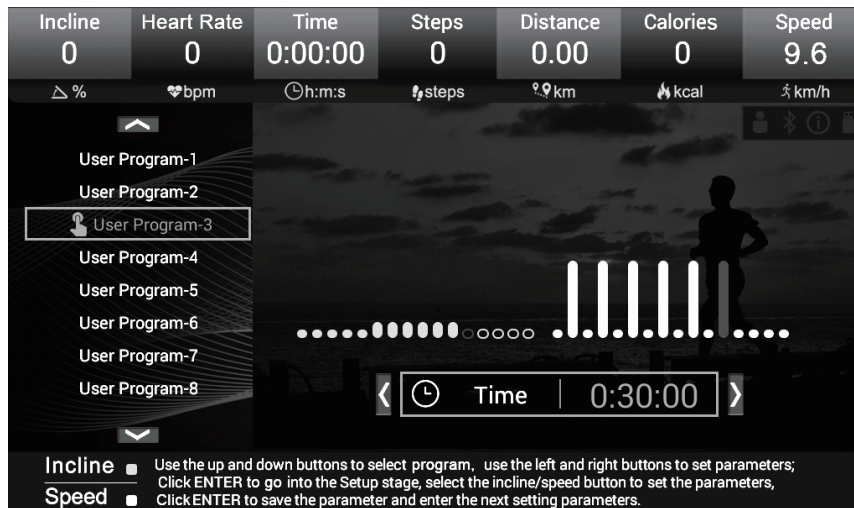 Incline Heart Rate Time Steps Distance Calories Speed
0 0 0:00:00 0 0.00 0 9.6
% bpm h:m:s steps km kcal km/h
User Program-1
User Program-2
User Program-3
User Program-4
User Program-5
User Program-6
User Program-7
User Program-8
Time 0:30:00
Incline Use the up and down buttons to select program, use the left and right buttons to set parameters;
Click ENTER to go into the Setup stage, select the incline/speed button to set the parameters,
Speed Click ENTER to save the parameter and enter the next setting parameters.